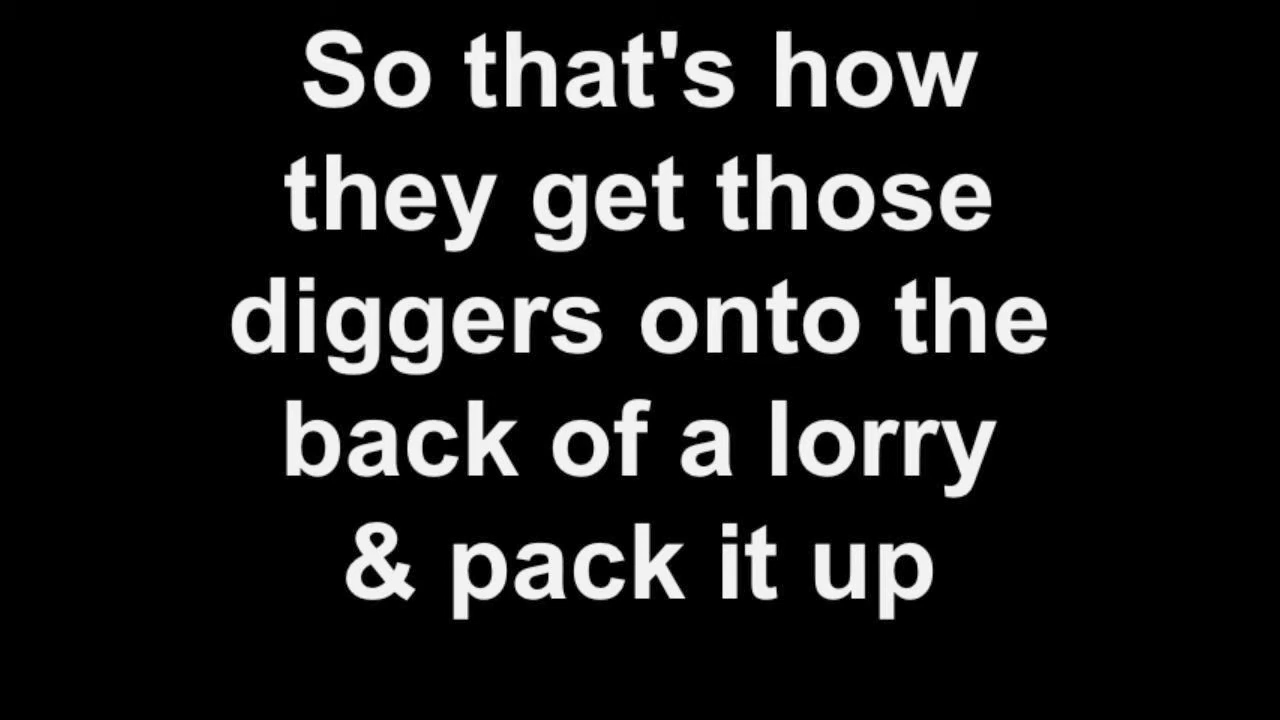 So that's how
they get those
diggers onto the
back of a lorry
& pack it up